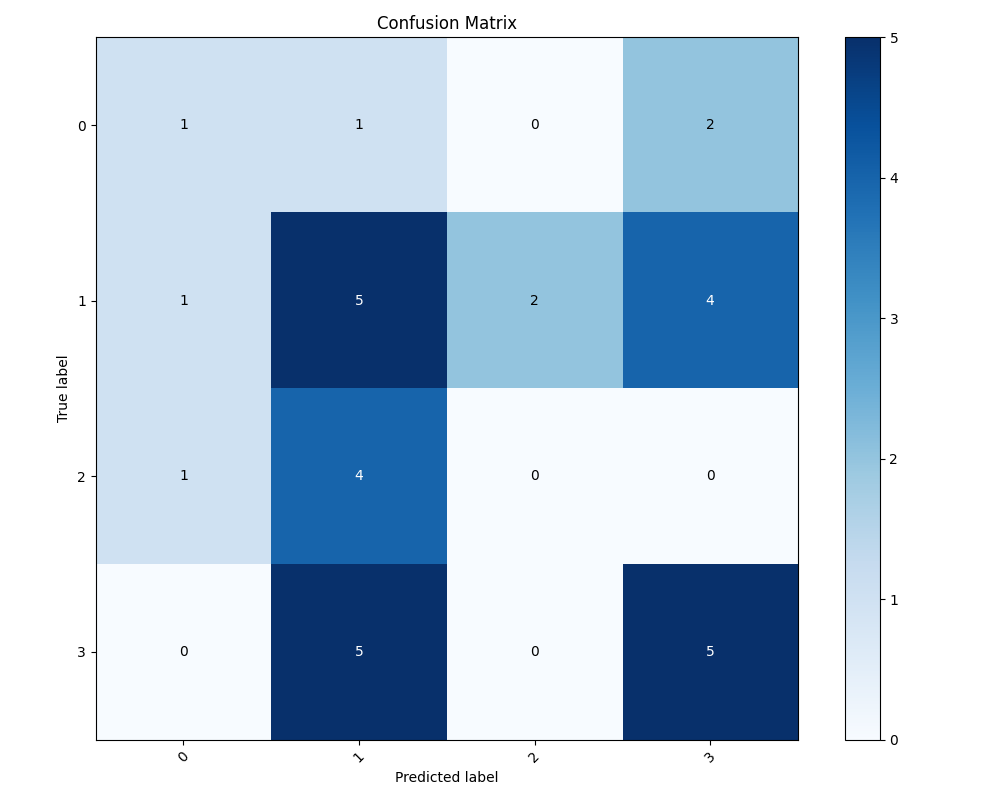 Confusion Matrix
0 1 1 0 2
1 1 5 2 4
2 1 4 0 0
3 0 5 0 5
0 1 2 3
True label
Predicted label
5
4
3
2
1
0